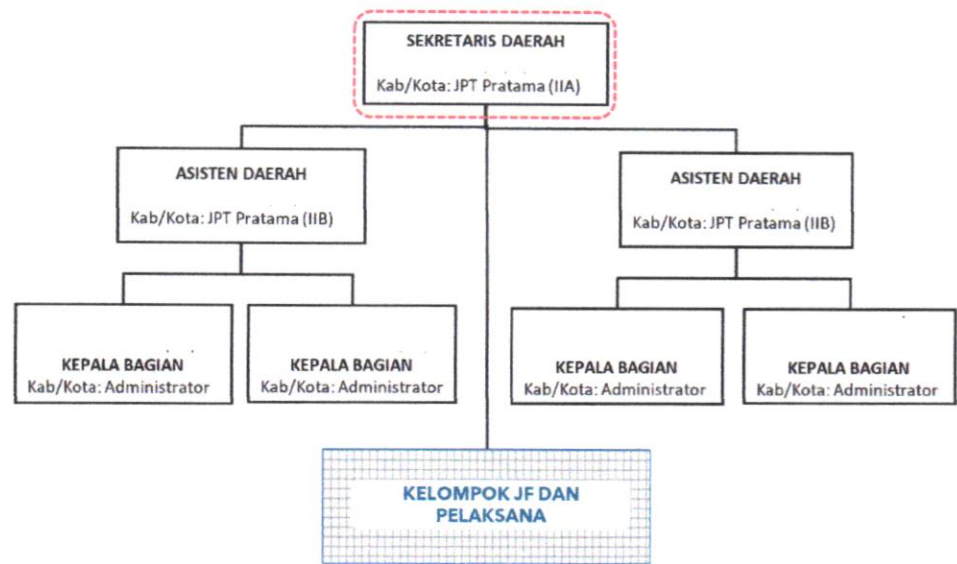 SEKRETARIS DAERAH
Kab/Kota: JPT Pratama (IIA)
ASISTEN DAERAH
Kab/Kota: JPT Pratama (IIB)
ASISTEN DAERAH
Kab/Kota: JPT Pratama (IIB)
KEPALA BAGIAN
Kab/Kota: Administrator
KEPALA BAGIAN
Kab/Kota: Administrator
KEPALA BAGIAN
Kab/Kota: Administrator
KEPALA BAGIAN
Kab/Kota: Administrator
KELOMPOK JF DAN
PELAKSANA